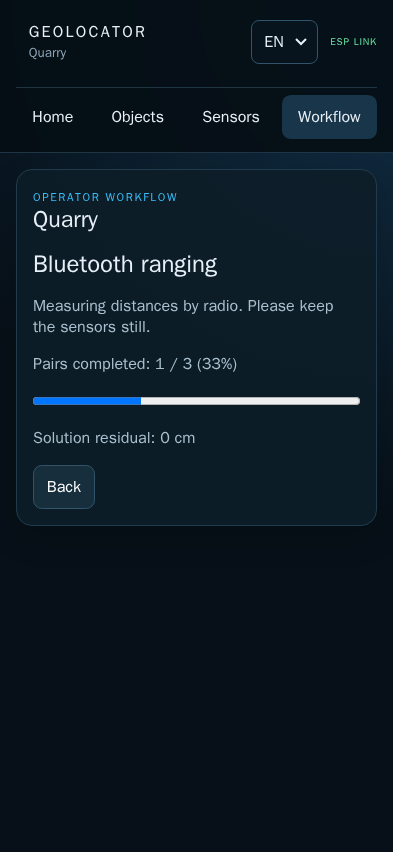 GEOLOCATOR
Quarry
EN
ESP LINK
Home
Objects
Sensors
Workflow
OPERATOR WORKFLOW
Quarry
Bluetooth ranging
Measuring distances by radio. Please keep
the sensors still.
Pairs completed: 1 / 3 (33%)
Solution residual: 0 cm
Back